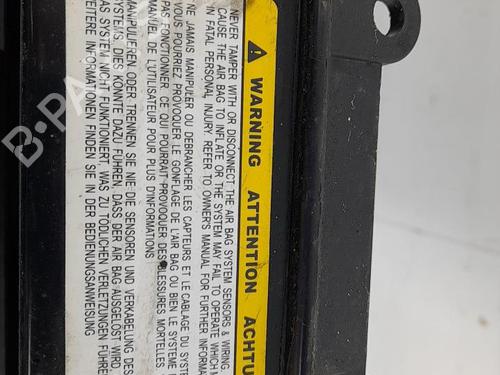 WARNING ATTENTION ACHTU
NEVER TAMPER WITH OR DISCONNECT THE AIR BAG SYSTEM SENSORS & WIRING
CAUSE THE AIR BAG TO INFLATE OR THE SYSTEM MAY FAIL TO OPERATE WHICH M
IN FATAL PERSONAL INJURY. REFER TO OWNER'S MANUAL FOR FURTHER INFORMA
NE JAMAIS MANIPULER OU DEBRANCHER LES CAPTEURS ET LE CABLAGE DU SYSTE
VOUS POURRIEZ PROVOQUER LE GONFLAGE DE L'AIR BAG OU BIEN LE SYSTEME
PAS FONCTIONNER, CE QUI POURRAIT PROVOQUER DES BLESSURES MORTELLES.
MANUEL DE L'UTILISATEUR POUR PLUS D'INFORMATIONS
MANIPULIEREN ODER TRENNEN SIE NIE DIE SENSOREN UND VERKABELUNG DES
SYSTEMS. DIES KÖNNTE DAZU FÜHREN, DASS DER AIR BAG AUSGELÖST WIRD
DAS SYSTEM NICHT FUNKTIONIERT, WAS ZU TÖDLICHEN VERLETZUNGEN FÜHRE
WEITERE INFORMATIONEN FINDEN SIE IN DER BEDIENUNGSANWEISUNG
B-PARTS